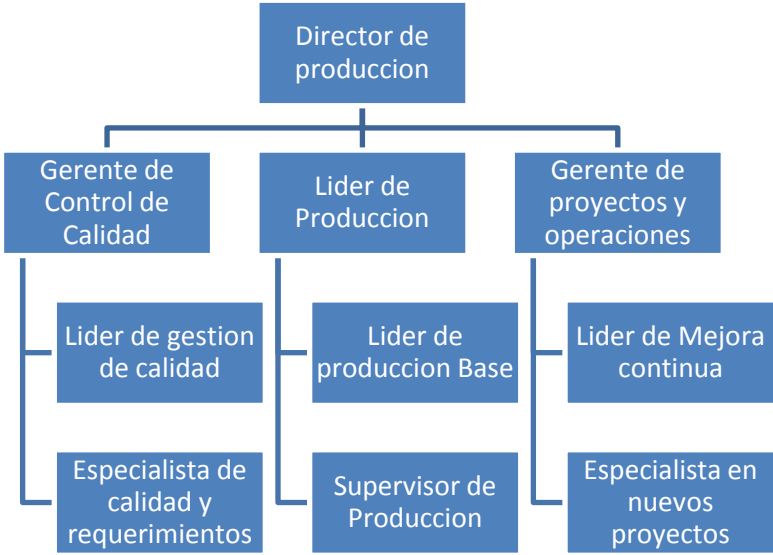 Director de
produccion
Gerente de
Control de
Calidad
Lider de
Produccion
Gerente de
proyectos y
operaciones
Lider de gestion
de calidad
Lider de
produccion Base
Lider de Mejora
continua
Especialista de
calidad y
requerimientos
Supervisor de
Produccion
Especialista en
nuevos
proyectos